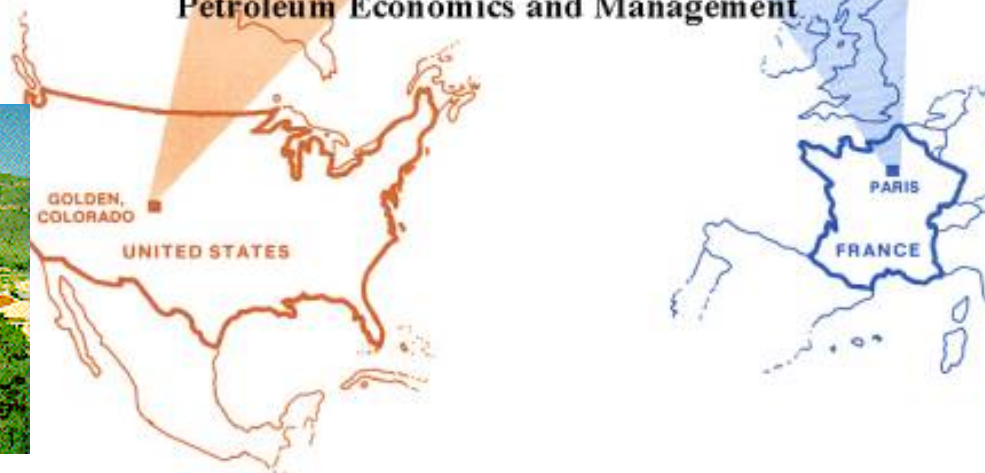 Petroleum Economics and Management
GOLDEN,
COLORADO
UNITED STATES
PARIS
FRANCE